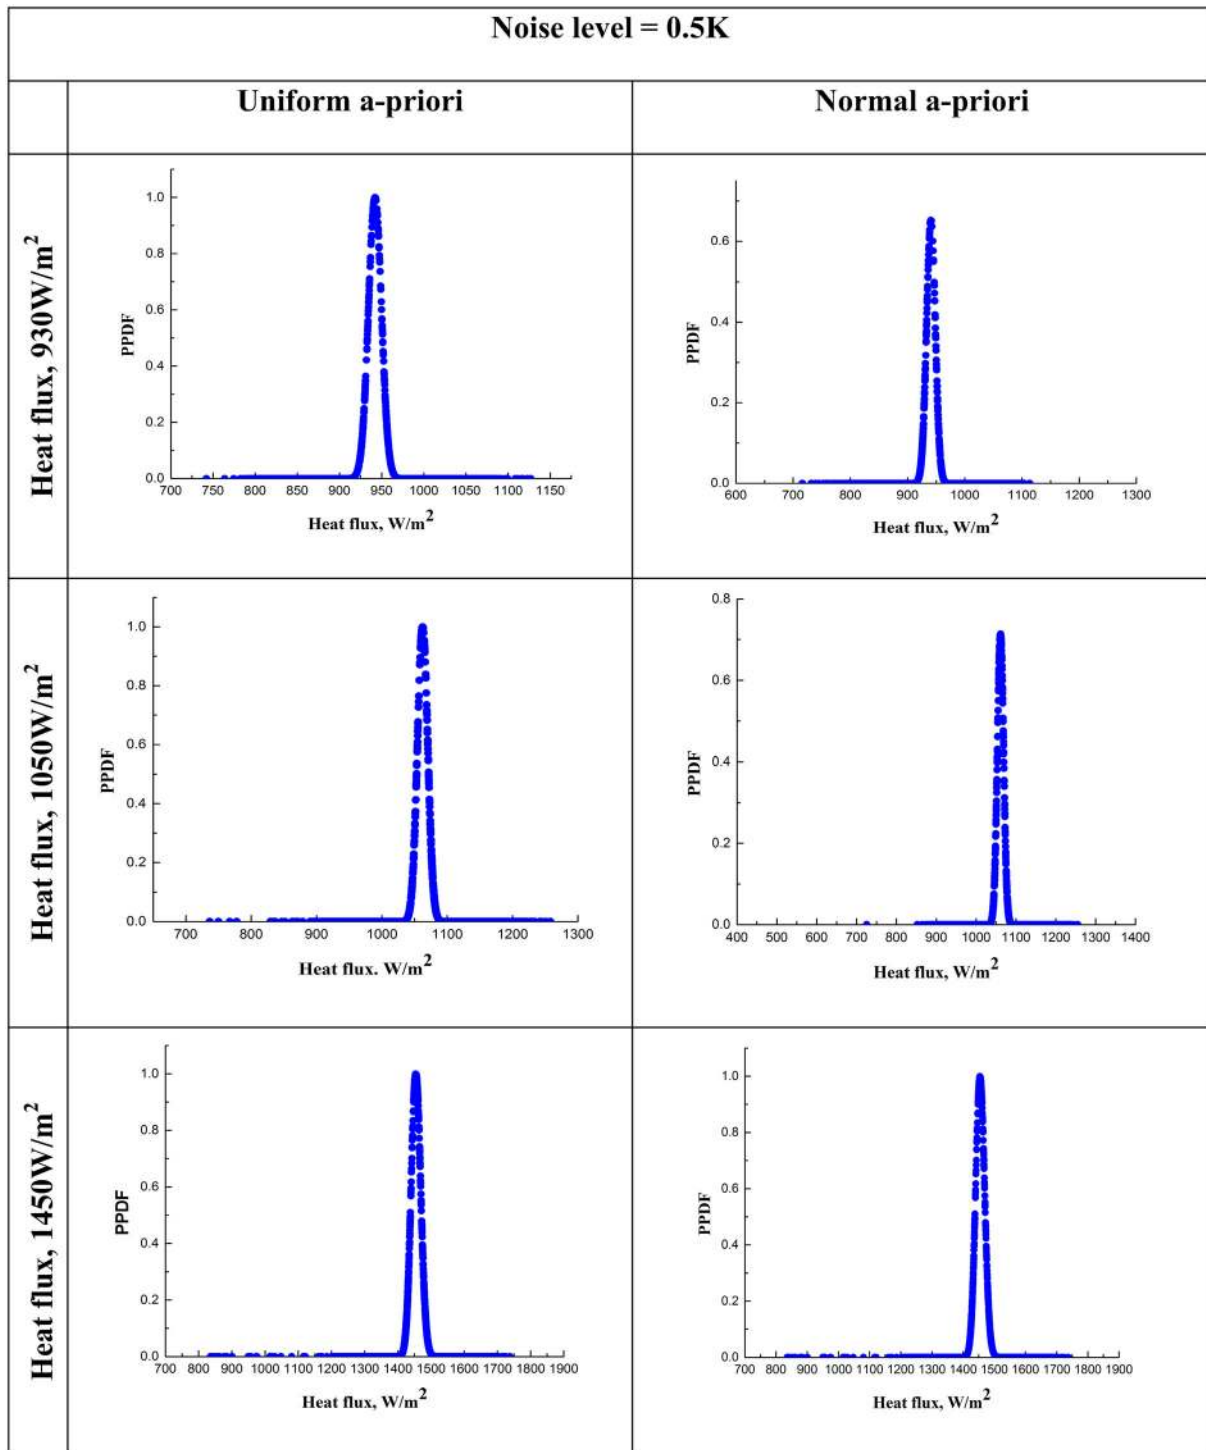 Noise level = 0.5K
Uniform a-priori
Normal a-priori
Heat flux, 930W/m²
1.0
0.8
0.6
0.4
0.2
0.0
PPDF
700 750 800 850 900 950 1000 1050 1100 1150
Heat flux, W/m²
0.6
0.4
0.2
0.0
PPDF
600 700 800 900 1000 1100 1200 1300
Heat flux, W/m²
Heat flux, 1050W/m²
1.0
0.8
0.6
0.4
0.2
0.0
PPDF
700 800 900 1000 1100 1200 1300
Heat flux. W/m²
0.8
0.6
0.4
0.2
0.0
PPDF
400 500 600 700 800 900 1000 1100 1200 1300 1400
Heat flux, W/m²
Heat flux, 1450W/m²
1.0
0.8
0.6
0.4
0.2
0.0
PPDF
700 800 900 1000 1100 1200 1300 1400 1500 1600 1700 1800 1900
Heat flux, W/m²
1.0
0.8
0.6
0.4
0.2
0.0
PPDF
700 800 900 1000 1100 1200 1300 1400 1500 1600 1700 1800 1900
Heat flux, W/m²